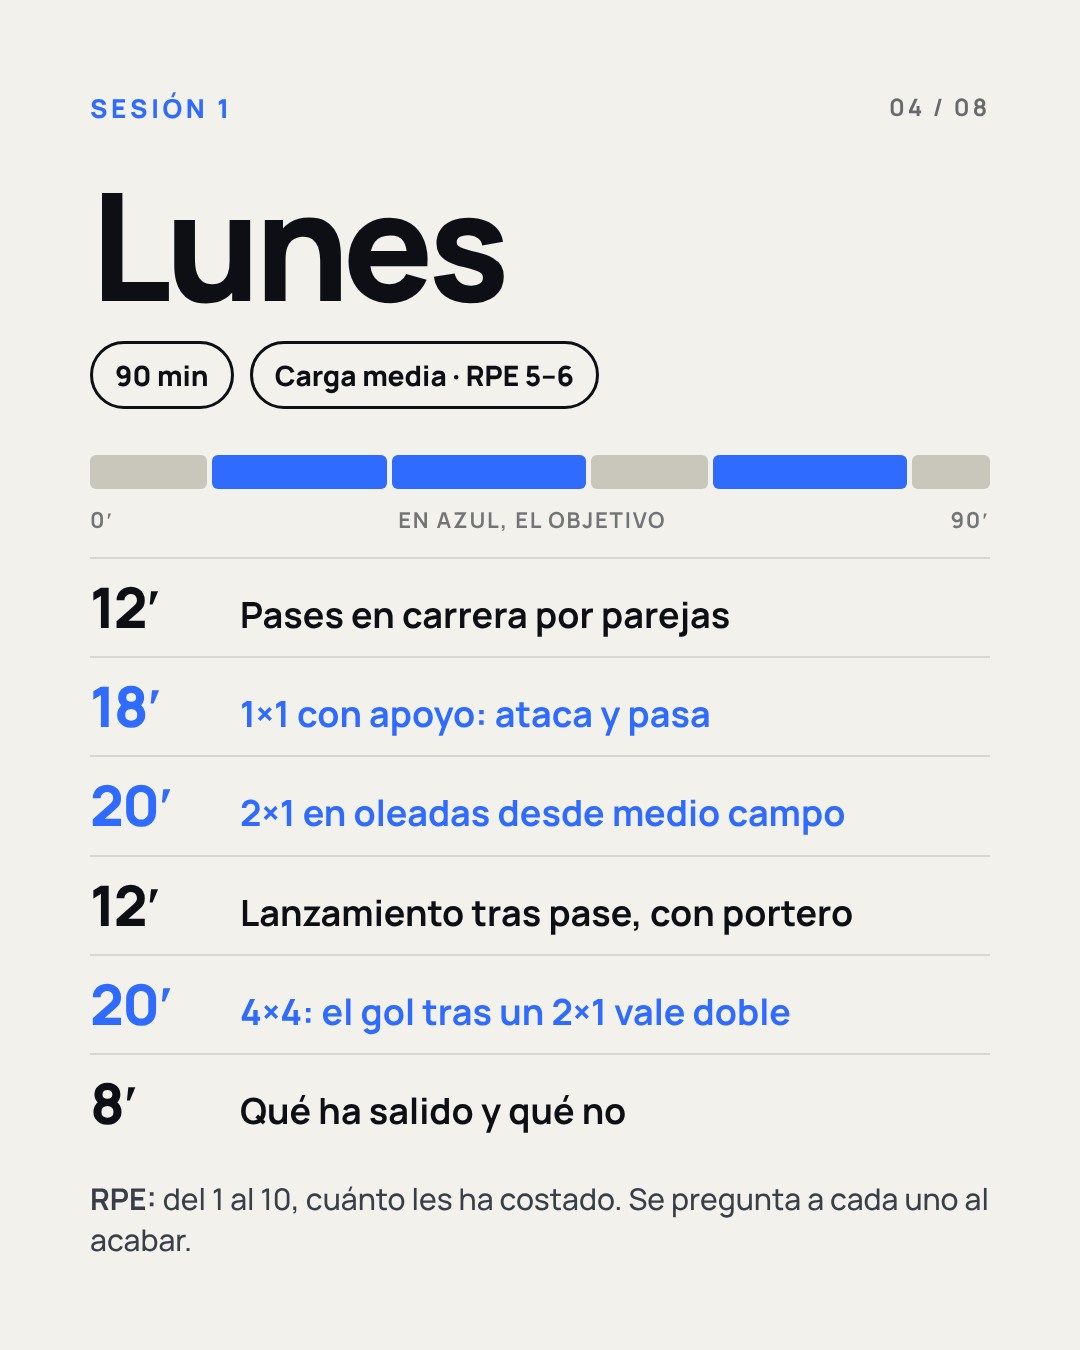 SESIÓN 1
04 / 08
Lunes
90 min
Carga media · RPE 5–6
0′
EN AZUL, EL OBJETIVO
90′
12′ Pases en carrera por parejas
18′ 1×1 con apoyo: ataca y pasa
20′ 2×1 en oleadas desde medio campo
12′ Lanzamiento tras pase, con portero
20′ 4×4: el gol tras un 2×1 vale doble
8′ Qué ha salido y qué no
RPE: del 1 al 10, cuánto les ha costado. Se pregunta a cada uno al
acabar.